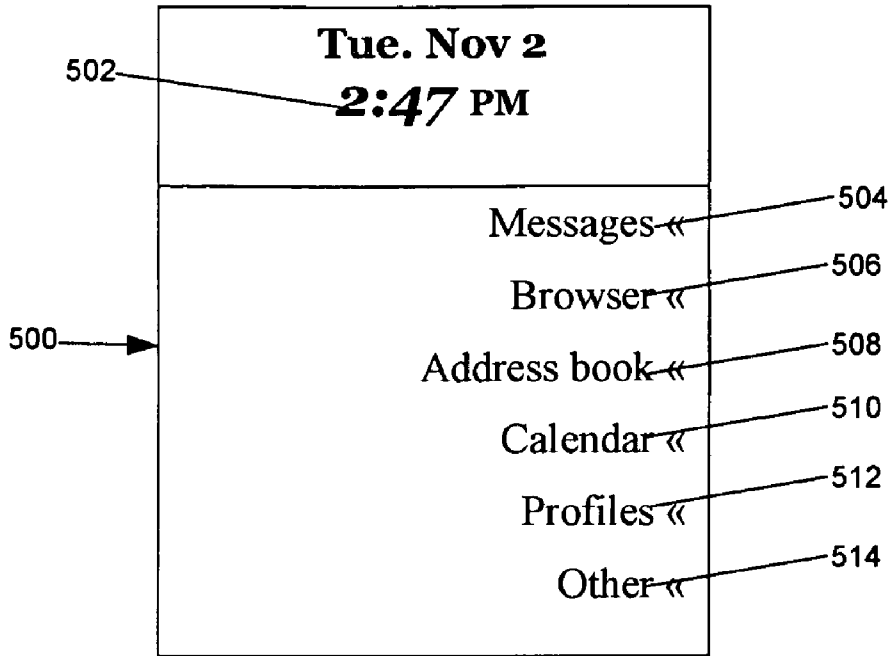 Tue. Nov 2
502
2:47 PM
Messages « 504
Browser « 506
500
Address book « 508
Calendar « 510
Profiles « 512
Other « 514